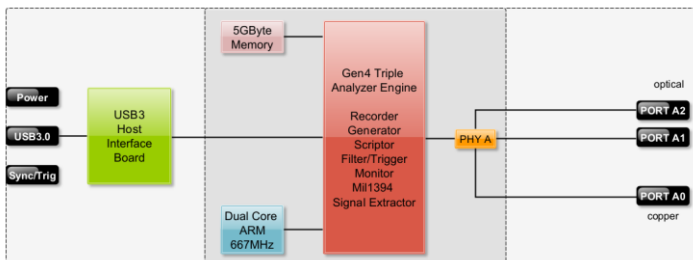 Power
USB3.0
Sync/Trig
USB3
Host
Interface
Board
5GByte
Memory
Dual Core
ARM
667MHz
Gen4 Triple
Analyzer Engine
Recorder
Generator
Scriptor
Filter/Trigger
Monitor
Mil1394
Signal Extractor
PHY A
optical
PORT A2
PORT A1
PORT A0
copper